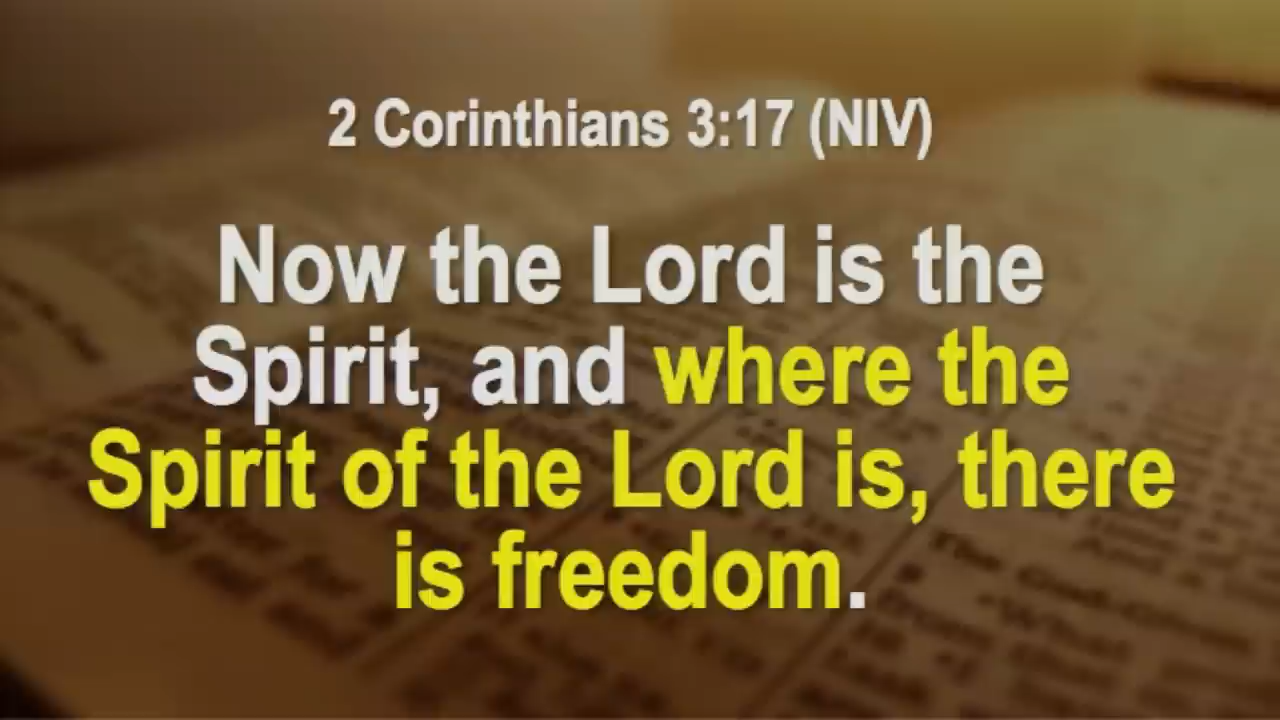 2 Corinthians 3:17 (NIV)
Now the Lord is the
Spirit, and where the
Spirit of the Lord is, there
is freedom.